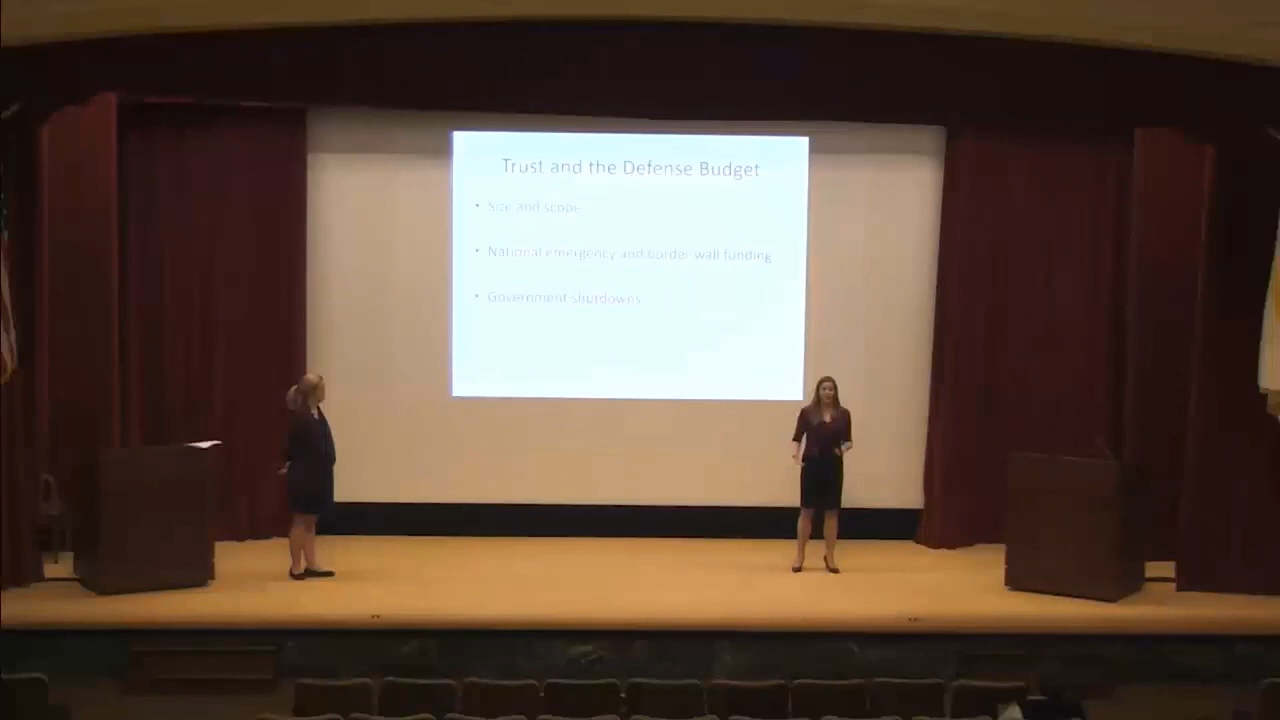 Trust and the Defense Budget
• Size and scope
• National emergency and border wall funding
• Government shutdowns